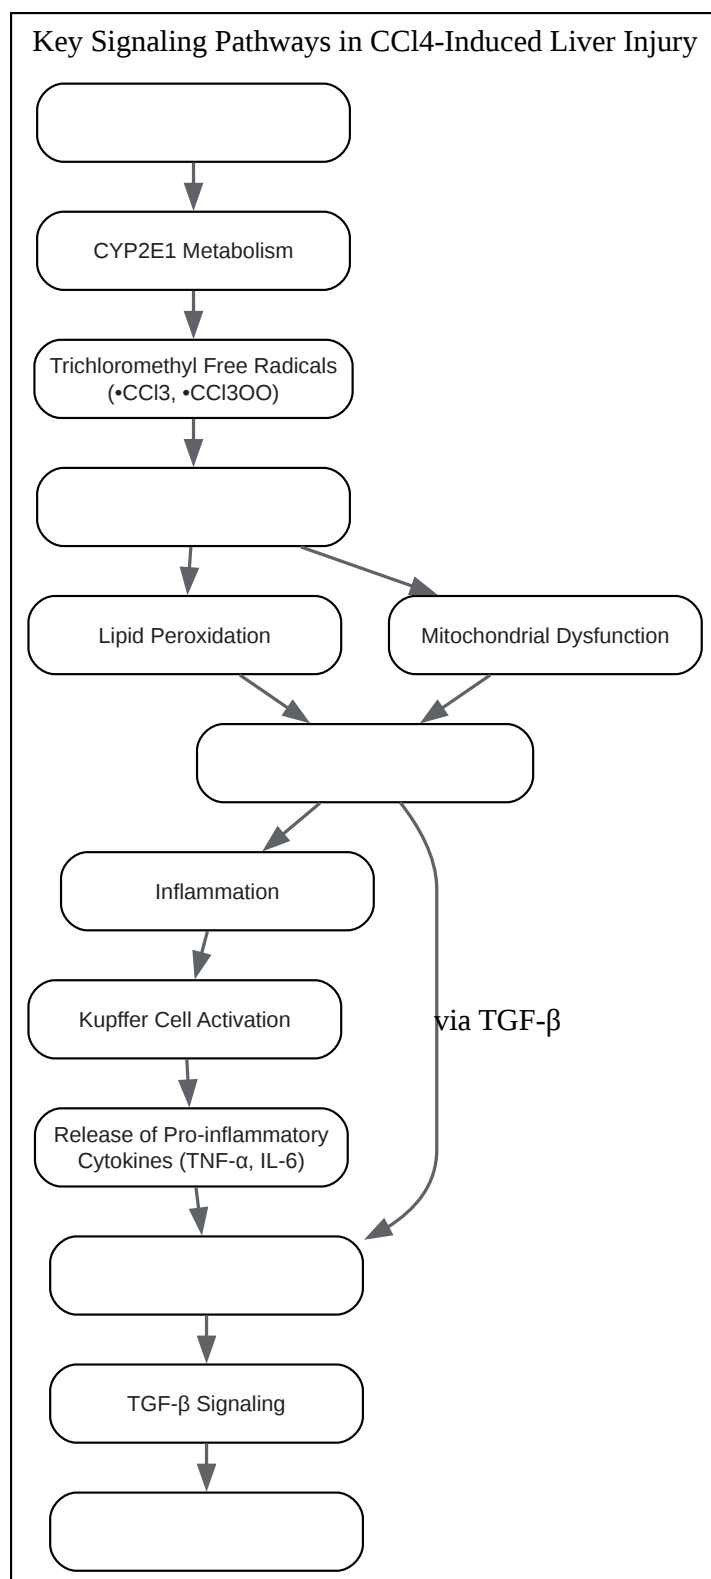 Key Signaling Pathways in CCl4-Induced Liver Injury
CYP2E1 Metabolism
Trichloromethyl Free Radicals
(•CCl3, •CCl3OO)
Lipid Peroxidation
Mitochondrial Dysfunction
Inflammation
Kupffer Cell Activation
via TGF-β
Release of Pro-inflammatory
Cytokines (TNF-α, IL-6)
TGF-β Signaling